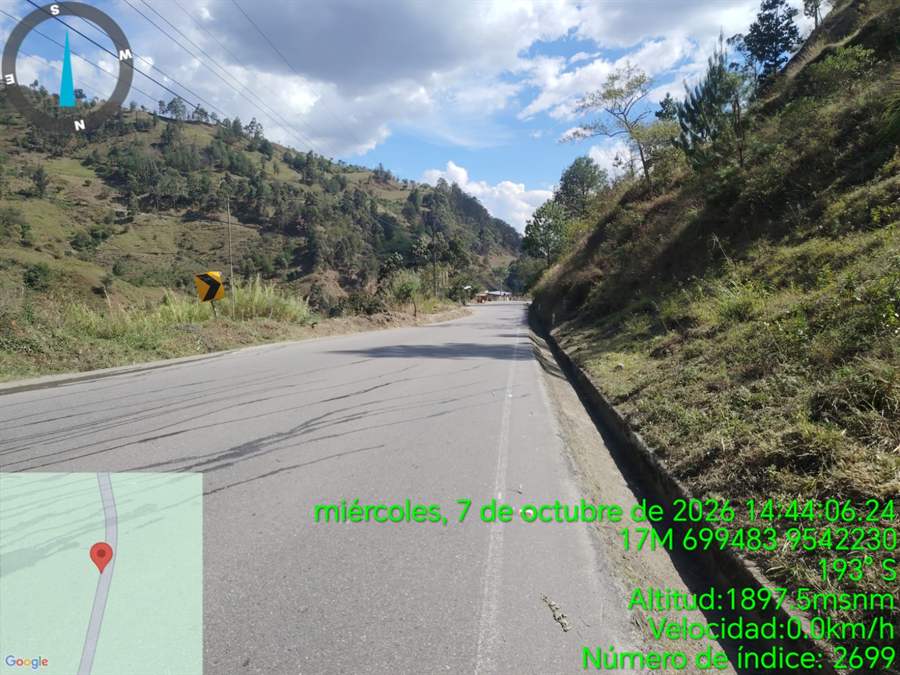 S
W
E
N
miércoles, 7 de octubre de 2026 14:44:06.24
17M 699483 9542230
193° S
Altitud:1897.5msnm
Velocidad:0.0km/h
Número de índice: 2699
Google